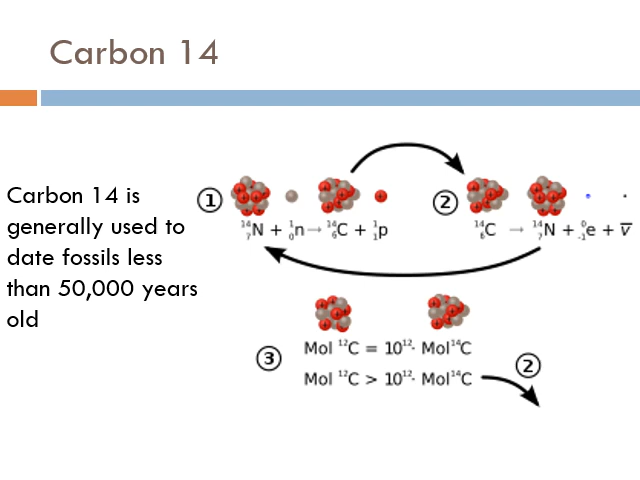 Carbon 14
Carbon 14 is
generally used to
date fossils less
than 50,000 years
old
①
¹⁴₇N + ¹₀n → ¹⁴₆C + ¹₁p
②
¹⁴₆C → ¹⁴₇N + ⁰₋₁e + v̅
③
Mol ¹²C = 10¹²· Mol¹⁴C
Mol ¹²C > 10¹²· Mol¹⁴C
②